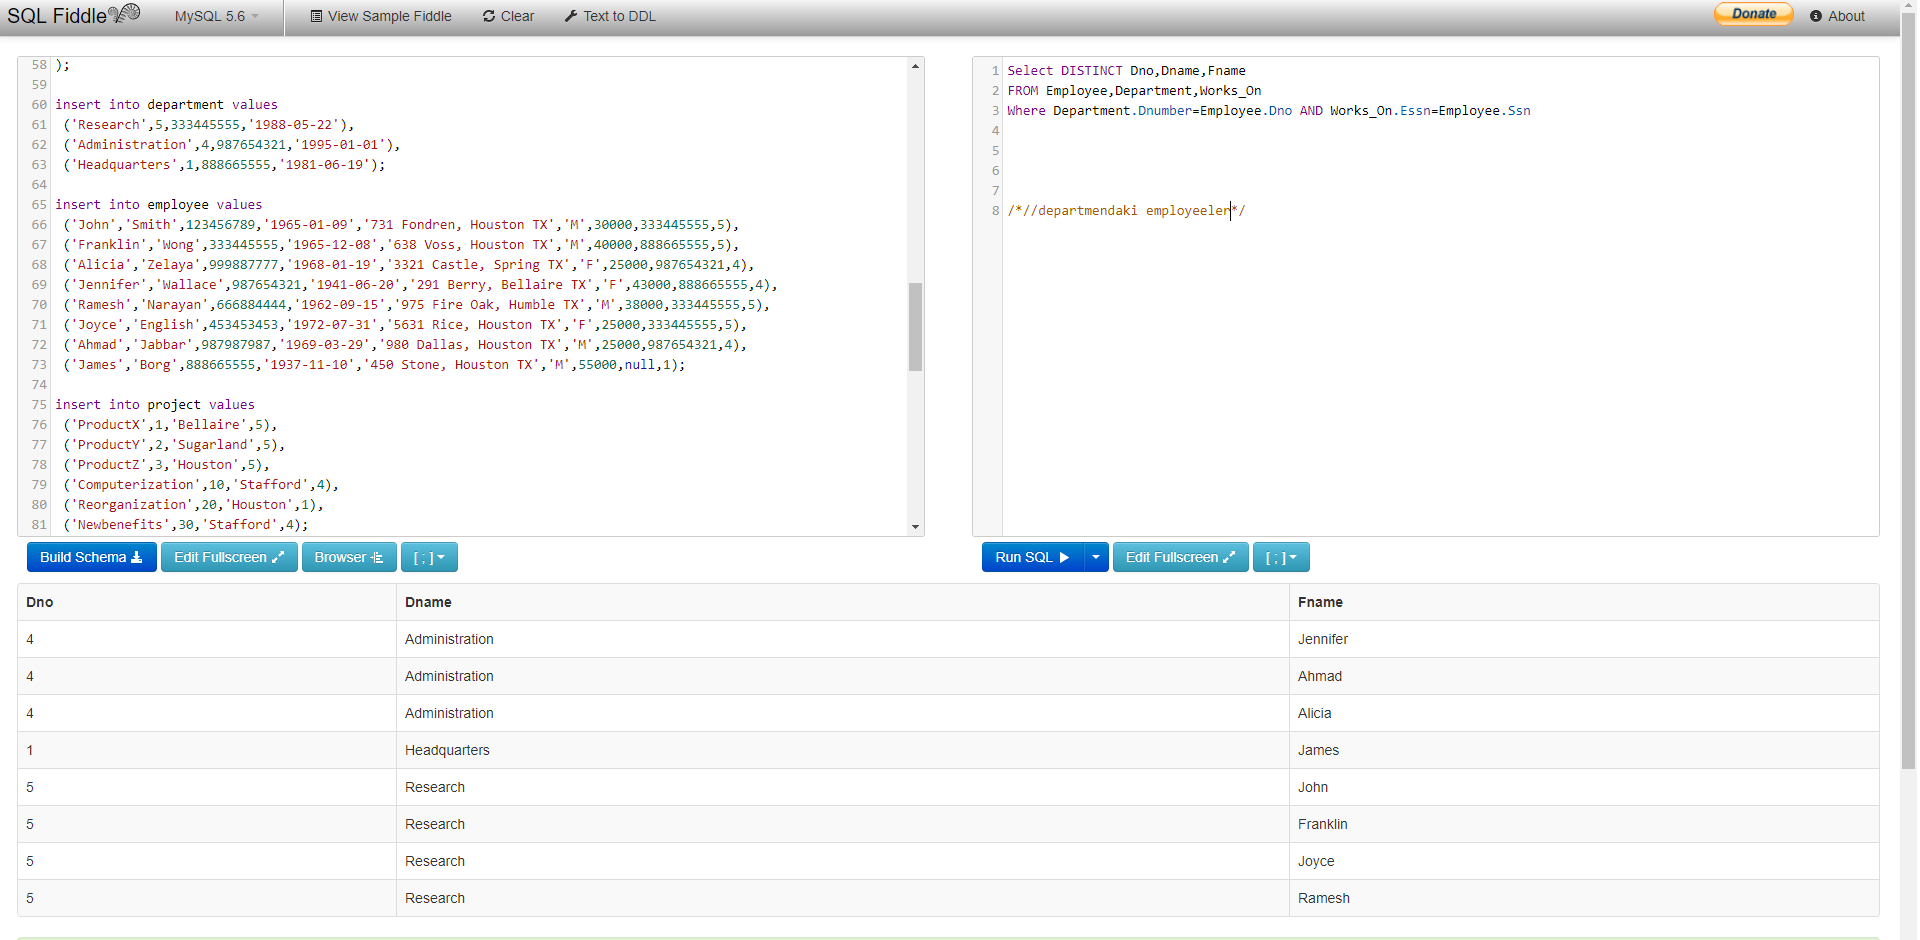 SQL Fiddle MySQL 5.6 View Sample Fiddle Clear Text to DDL Donate About
58 );
59
60 insert into department values
61 ('Research',5,333445555,'1988-05-22'),
62 ('Administration',4,987654321,'1995-01-01'),
63 ('Headquarters',1,888665555,'1981-06-19');
64
65 insert into employee values
66 ('John','Smith',123456789,'1965-01-09','731 Fondren, Houston TX','M',30000,333445555,5),
67 ('Franklin','Wong',333445555,'1965-12-08','638 Voss, Houston TX','M',40000,888665555,5),
68 ('Alicia','Zelaya',999887777,'1968-01-19','3321 Castle, Spring TX','F',25000,987654321,4),
69 ('Jennifer','Wallace',987654321,'1941-06-20','291 Berry, Bellaire TX','F',43000,888665555,4),
70 ('Ramesh','Narayan',666884444,'1962-09-15','975 Fire Oak, Humble TX','M',38000,333445555,5),
71 ('Joyce','English',453453453,'1972-07-31','5631 Rice, Houston TX','F',25000,333445555,5),
72 ('Ahmad','Jabbar',987987987,'1969-03-29','980 Dallas, Houston TX','M',25000,987654321,4),
73 ('James','Borg',888665555,'1937-11-10','450 Stone, Houston TX','M',55000,null,1);
74
75 insert into project values
76 ('ProductX',1,'Bellaire',5),
77 ('ProductY',2,'Sugarland',5),
78 ('ProductZ',3,'Houston',5),
79 ('Computerization',10,'Stafford',4),
80 ('Reorganization',20,'Houston',1),
81 ('Newbenefits',30,'Stafford',4);
Build Schema Edit Fullscreen Browser [ ; ]
1 Select DISTINCT Dno,Dname,Fname
2 FROM Employee,Department,Works_On
3 Where Department.Dnumber=Employee.Dno AND Works_On.Essn=Employee.Ssn
4
5
6
7
8 /*//departmendaki employeeler*/
Run SQL Edit Fullscreen [ ; ]
Dno Dname Fname
4 Administration Jennifer
4 Administration Ahmad
4 Administration Alicia
1 Headquarters James
5 Research John
5 Research Franklin
5 Research Joyce
5 Research Ramesh